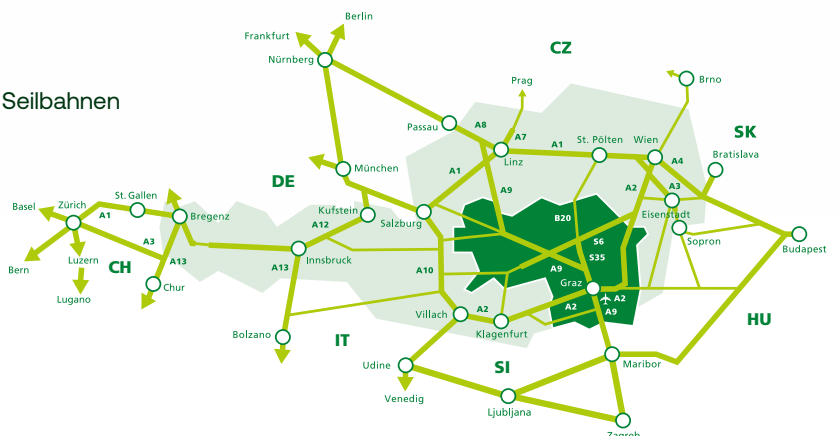 Berlin
Frankfurt
Nürnberg
CZ
Prag
Brno
Seilbahnen
Passau
A8
A7
A1
St. Pölten
Wien
SK
Linz
A4
Bratislava
München
DE
A1
A9
A2
A3
Basel
Zürich
St. Gallen
Bregenz
A1
Kufstein
A12
Salzburg
B20
Eisenstadt
Sopron
Budapest
A3
A13
Luzern
CH
Bern
Chur
Lugano
A13
Innsbruck
A10
S6
S35
A9
Graz
A2
A9
A2
A2
Villach
Klagenfurt
HU
Bolzano
IT
Udine
SI
Maribor
Venedig
Ljubljana
Zagreb